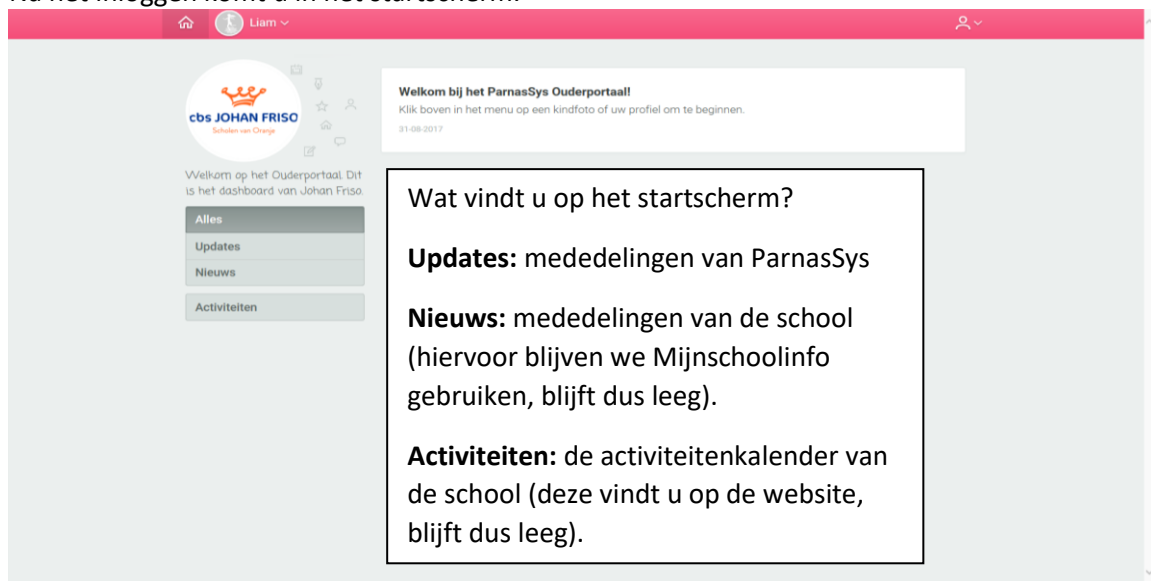 Na het inloggen komt u in het startscherm.
Liam
cbs JOHAN FRISO
Scholen van Oranje
Welkom op het Ouderportaal. Dit
is het dashboard van Johan Friso.
Alles
Updates
Nieuws
Activiteiten
Welkom bij het ParnasSys Ouderportaal!
Klik boven in het menu op een kindfoto of uw profiel om te beginnen.
31-08-2017
Wat vindt u op het startscherm?
Updates: mededelingen van ParnasSys
Nieuws: mededelingen van de school
(hiervoor blijven we Mijnschoolinfo
gebruiken, blijft dus leeg).
Activiteiten: de activiteitenkalender van
de school (deze vindt u op de website,
blijft dus leeg).